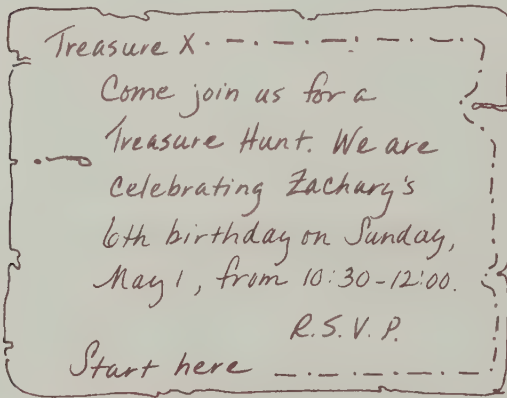 Treasure X
Come join us for a
Treasure Hunt. We are
Celebrating Zachary's
6th birthday on Sunday,
May 1, from 10:30-12:00.
R.S.V.P.
Start here